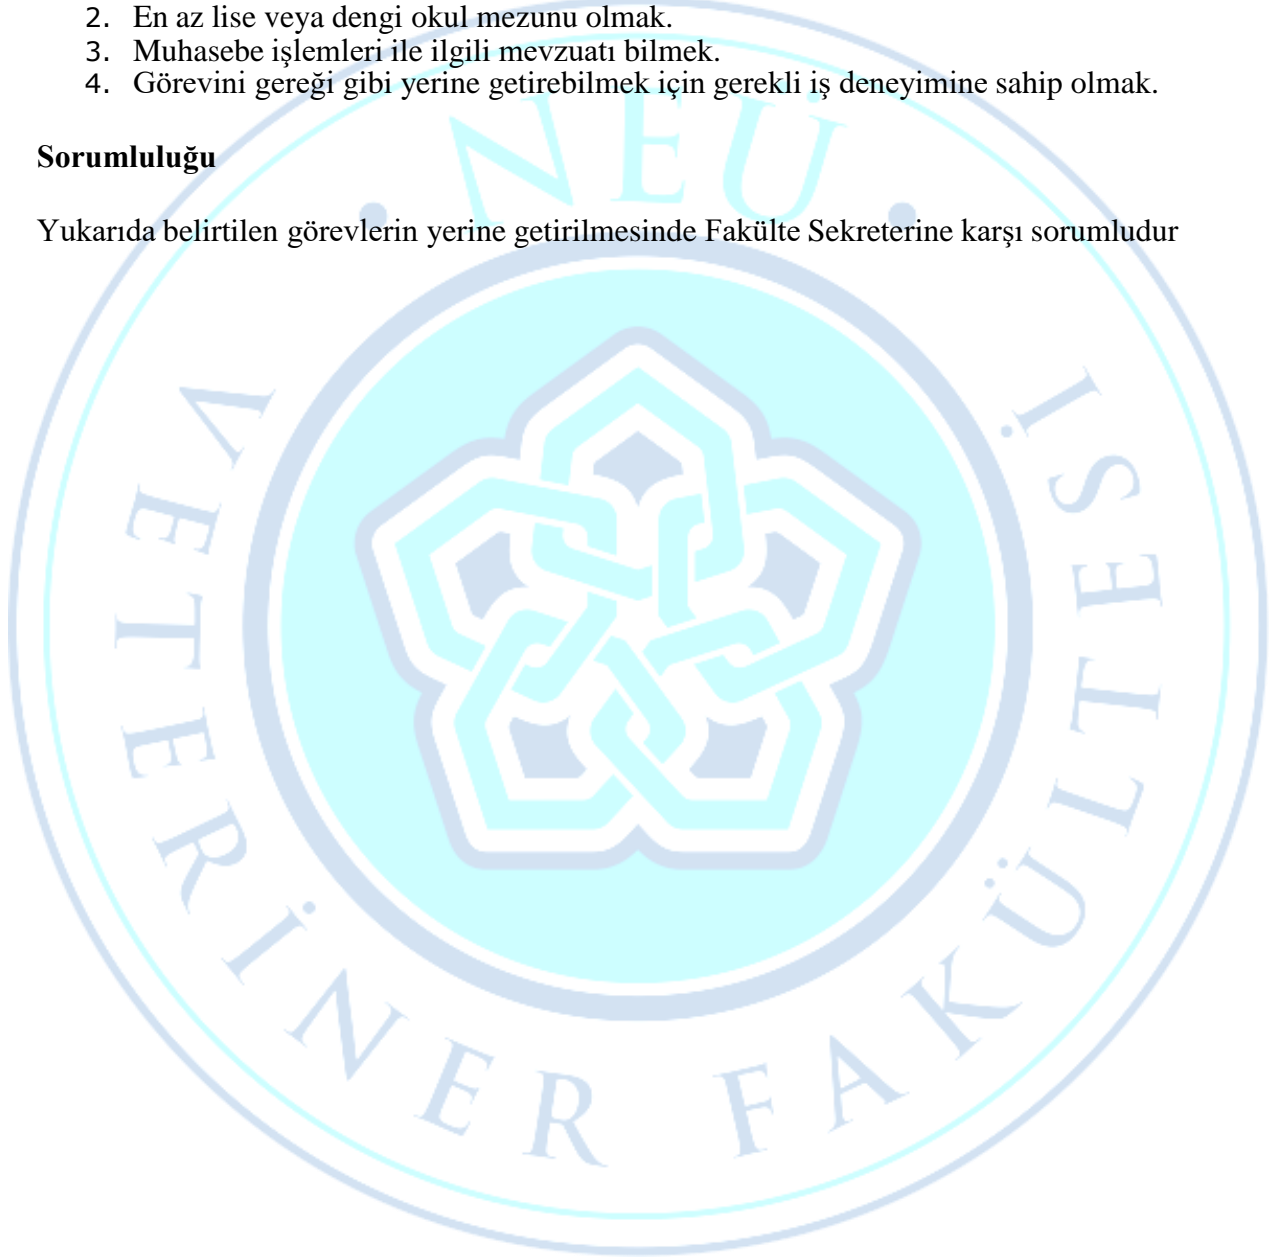 2. En az lise veya dengi okul mezunu olmak.
3. Muhasebe işlemleri ile ilgili mevzuatı bilmek.
4. Görevini gereği gibi yerine getirebilmek için gerekli iş deneyimine sahip olmak.
Sorumluluğu
Yukarıda belirtilen görevlerin yerine getirilmesinde Fakülte Sekreterine karşı sorumludur
• NEÜ •
VETERİNER FAKÜLTESİ